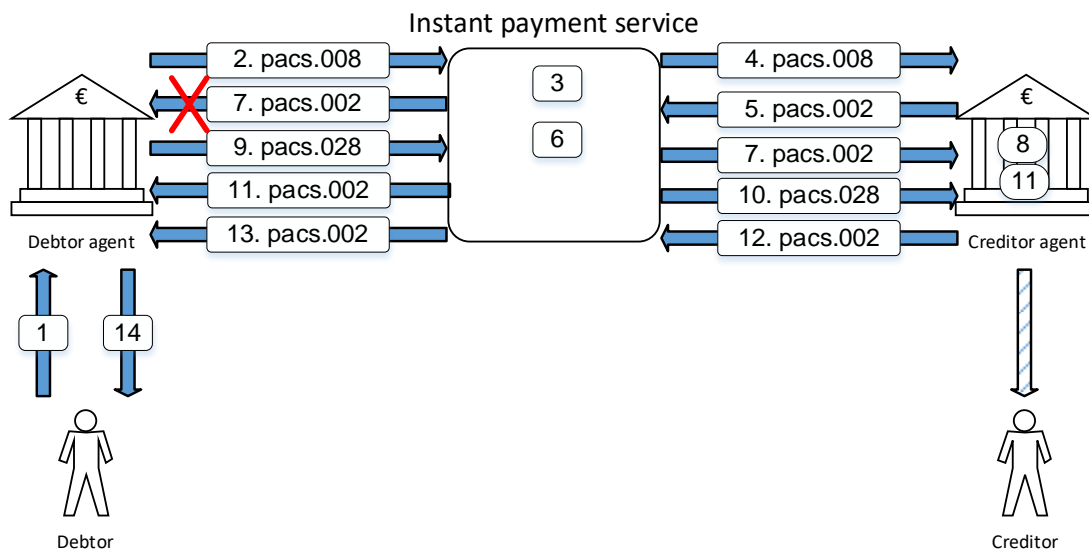 Instant payment service
2. pacs.008
4. pacs.008
3
7. pacs.002
5. pacs.002
€
€
6
8
9. pacs.028
7. pacs.002
11
11. pacs.002
10. pacs.028
13. pacs.002
12. pacs.002
Debtor agent
Creditor agent
1
14
Debtor
Creditor